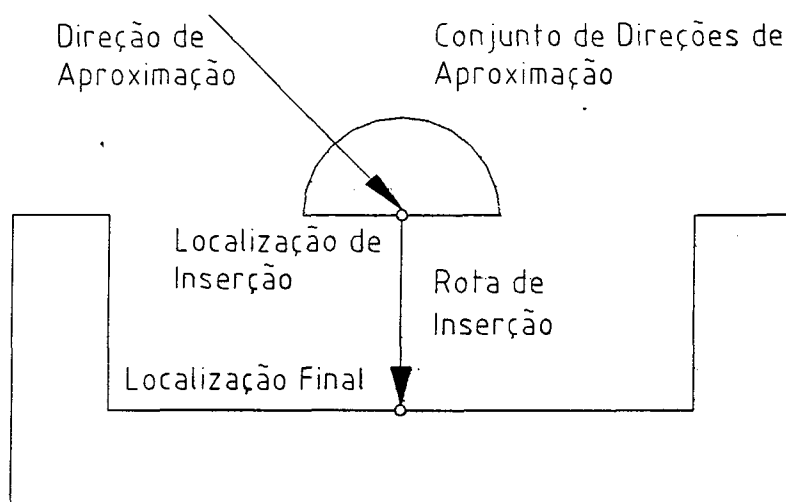 Direção de
Aproximação
Conjunto de Direções de
Aproximação
Localização de
Inserção
Rota de
Inserção
Localização Final